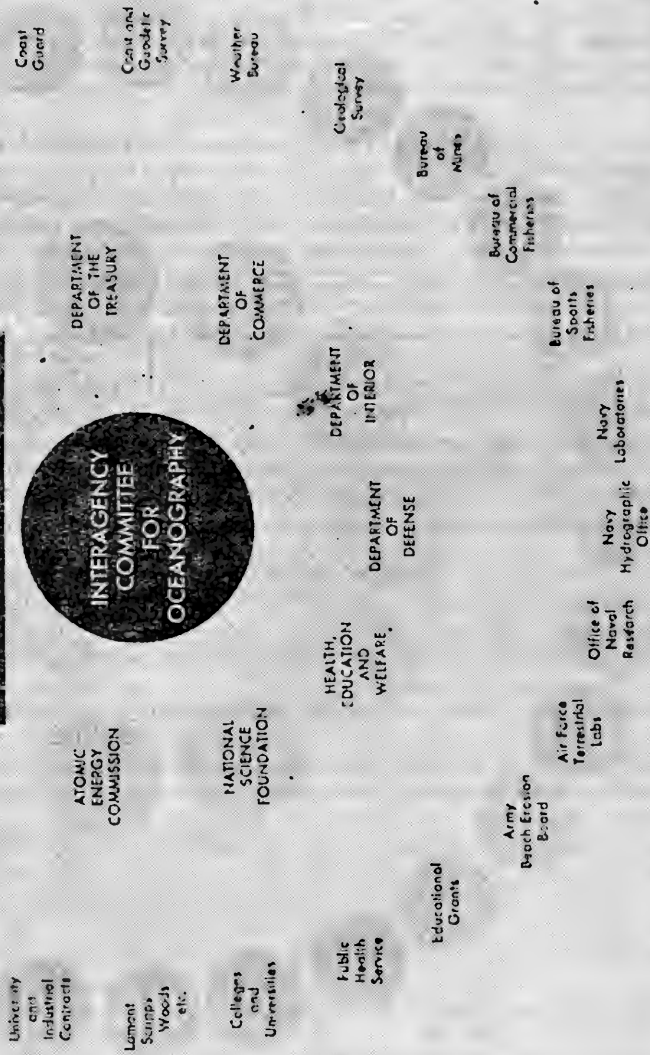 INTERAGENCY
COMMITTEE
FOR
OCEANOGRAPHY
ATOMIC
ENERGY
COMMISSION
NATIONAL
SCIENCE
FOUNDATION
HEALTH,
EDUCATION
AND
WELFARE
DEPARTMENT
OF
DEFENSE
DEPARTMENT
OF
INTERIOR
DEPARTMENT
OF
COMMERCE
DEPARTMENT
OF THE
TREASURY
University
and
Industrial
Contracts
Lamont
Scripps
Woods
etc.
Colleges
and
Universities
Public
Health
Service
Educational
Grants
Army
Beach Erosion
Board
Air Force
Terrestrial
Labs
Office of
Naval
Research
Navy
Hydrographic
Office
Navy
Laboratories
Bureau of
Sports
Fisheries
Bureau of
Commercial
Fisheries
Bureau
of
Mines
Geological
Survey
Weather
Bureau
Coast and
Geodetic
Survey
Coast
Guard